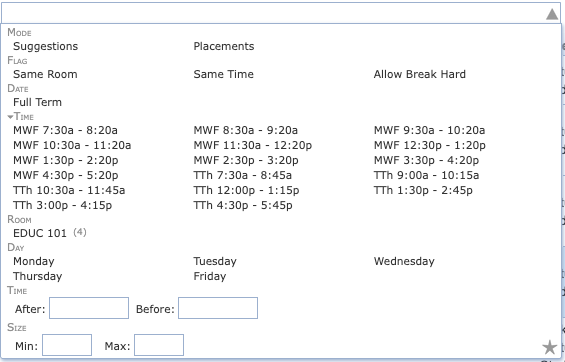 Mode
Suggestions Placements
Flag
Same Room Same Time Allow Break Hard
Date
Full Term
Time
MWF 7:30a - 8:20a MWF 8:30a - 9:20a MWF 9:30a - 10:20a
MWF 10:30a - 11:20a MWF 11:30a - 12:20p MWF 12:30p - 1:20p
MWF 1:30p - 2:20p MWF 2:30p - 3:20p MWF 3:30p - 4:20p
MWF 4:30p - 5:20p TTh 7:30a - 8:45a TTh 9:00a - 10:15a
TTh 10:30a - 11:45a TTh 12:00p - 1:15p TTh 1:30p - 2:45p
TTh 3:00p - 4:15p TTh 4:30p - 5:45p
Room
EDUC 101 (4)
Day
Monday Tuesday Wednesday
Thursday Friday
Time
After: Before:
Size
Min: Max: